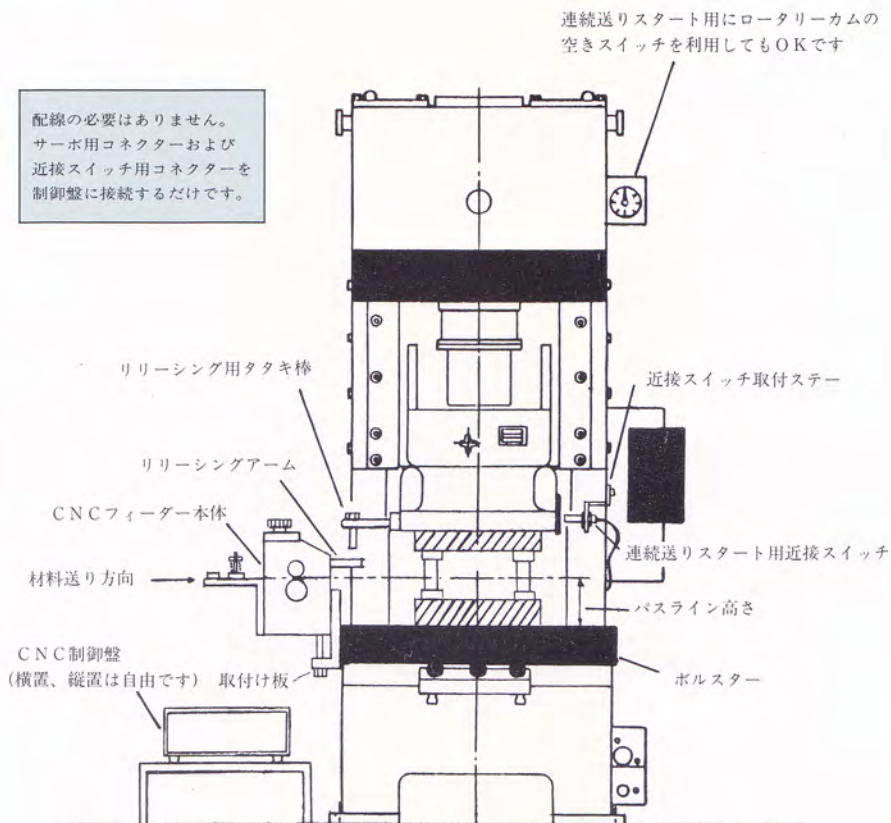 連続送りスタート用にロータリーカムの
空きスイッチを利用してもOKです
配線の必要はありません。
サーボ用コネクターおよび
近接スイッチ用コネクターを
制御盤に接続するだけです。
リリーシング用タタキ棒
近接スイッチ取付ステー
リリーシングアーム
CNCフィーダー本体
連続送りスタート用近接スイッチ
材料送り方向
パスライン高さ
CNC制御盤
(横置、縦置は自由です)
取付け板
ボルスター